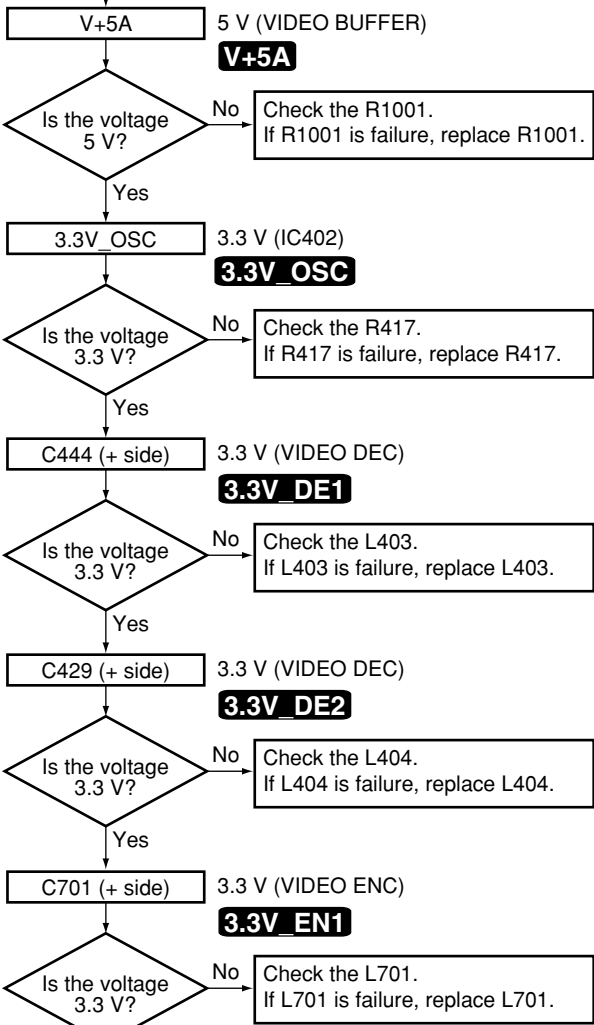 V+5A
5 V (VIDEO BUFFER)
V+5A
Is the voltage
5 V?
No
Check the R1001.
If R1001 is failure, replace R1001.
Yes
3.3V_OSC
3.3 V (IC402)
3.3V_OSC
Is the voltage
3.3 V?
No
Check the R417.
If R417 is failure, replace R417.
Yes
C444 (+ side)
3.3 V (VIDEO DEC)
3.3V_DE1
Is the voltage
3.3 V?
No
Check the L403.
If L403 is failure, replace L403.
Yes
C429 (+ side)
3.3 V (VIDEO DEC)
3.3V_DE2
Is the voltage
3.3 V?
No
Check the L404.
If L404 is failure, replace L404.
Yes
C701 (+ side)
3.3 V (VIDEO ENC)
3.3V_EN1
Is the voltage
3.3 V?
No
Check the L701.
If L701 is failure, replace L701.